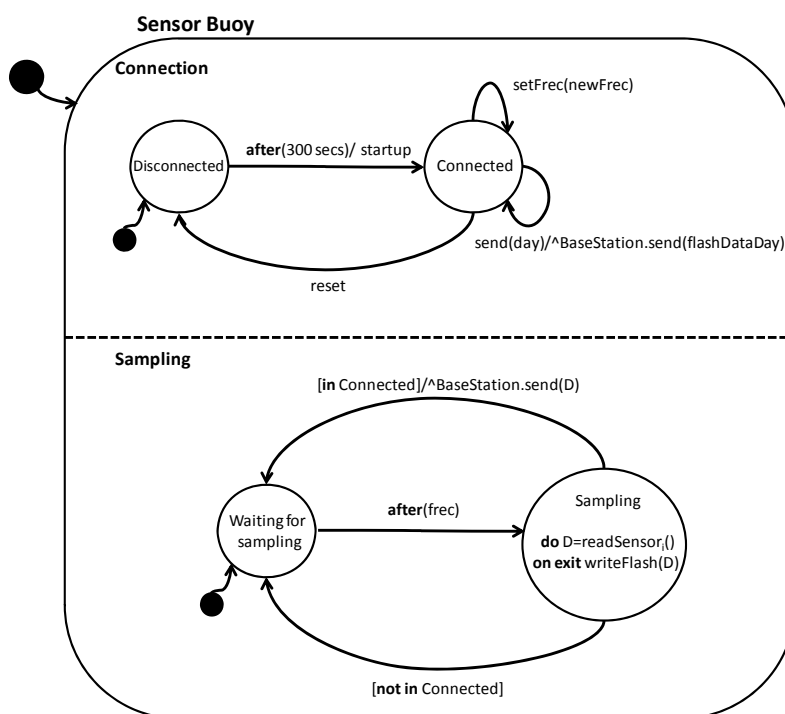 Sensor Buoy
Connection
setFrec(newFrec)
after(300 secs)/ startup
Disconnected
Connected
send(day)/^BaseStation.send(flashDataDay)
reset
Sampling
[in Connected]/^BaseStation.send(D)
Sampling
after(frec)
Waiting for
sampling
do D=readSensorᵢ()
on exit writeFlash(D)
[not in Connected]